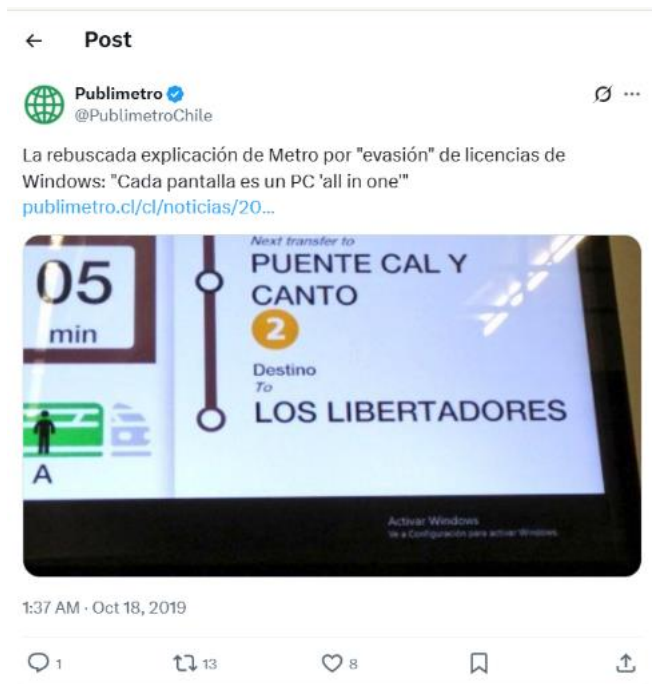 Post
Publimetro
@PublimetroChile
La rebuscada explicación de Metro por "evasión" de licencias de
Windows: "Cada pantalla es un PC 'all in one'"
publimetro.cl/cl/noticias/20...
05
min
A
Next transfer to
PUENTE CAL Y
CANTO
2
Destino
To
LOS LIBERTADORES
Activar Windows
Ve a Configuración para activar Windows.
1:37 AM · Oct 18, 2019
1
13
8